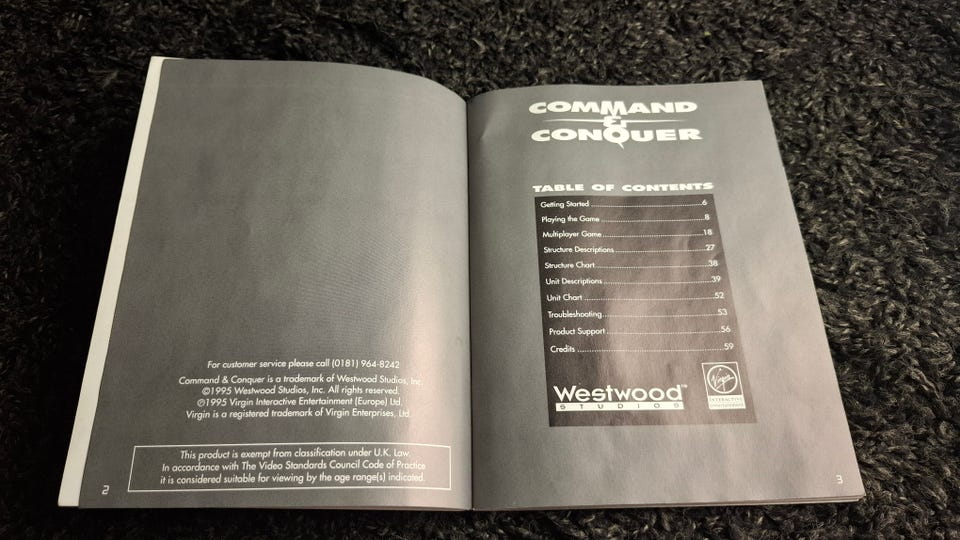 For customer service please call (0181) 964-8242
Command & Conquer is a trademark of Westwood Studios, Inc.
©1995 Westwood Studios, Inc. All rights reserved.
℗1995 Virgin Interactive Entertainment (Europe) Ltd.
Virgin is a registered trademark of Virgin Enterprises, Ltd.
This product is exempt from classification under U.K. Law.
In accordance with The Video Standards Council Code of Practice
it is considered suitable for viewing by the age range(s) indicated.
2
COMMAND
&
CONQUER
TABLE OF CONTENTS
Getting Started 6
Playing the Game 8
Multiplayer Game 18
Structure Descriptions 27
Structure Chart 38
Unit Descriptions 39
Unit Chart 52
Troubleshooting 53
Product Support 56
Credits 59
Westwood™
STUDIOS
Virgin
INTERACTIVE
ENTERTAINMENT
3